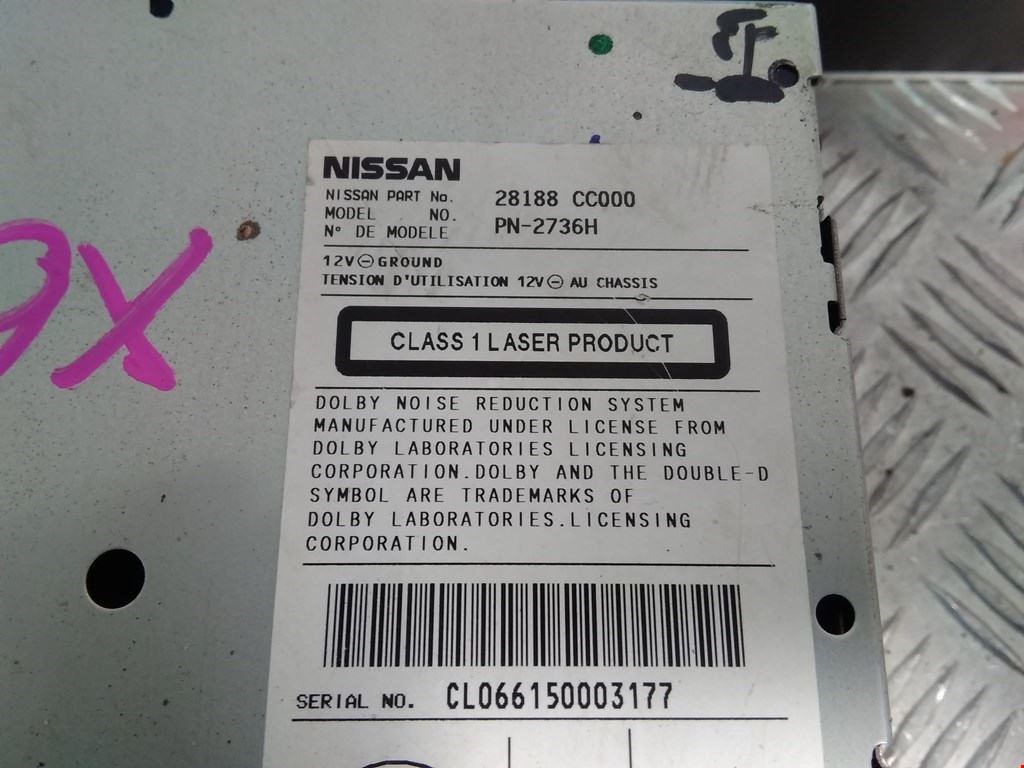 9X
NISSAN
NISSAN PART No. 28188 CC000
MODEL NO.
N° DE MODELE PN-2736H
12V ⊖ GROUND
TENSION D'UTILISATION 12V ⊖ AU CHASSIS
CLASS 1 LASER PRODUCT
DOLBY NOISE REDUCTION SYSTEM
MANUFACTURED UNDER LICENSE FROM
DOLBY LABORATORIES LICENSING
CORPORATION.DOLBY AND THE DOUBLE-D
SYMBOL ARE TRADEMARKS OF
DOLBY LABORATORIES.LICENSING
CORPORATION.
SERIAL NO. CL066150003177